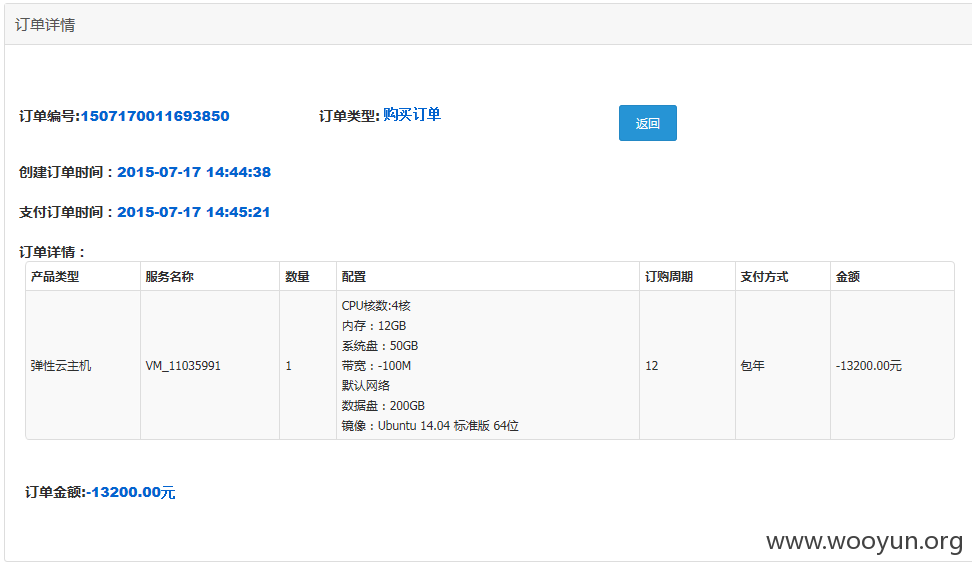 订单详情
订单编号:1507170011693850 订单类型: 购买订单 返回
创建订单时间：2015-07-17 14:44:38
支付订单时间：2015-07-17 14:45:21
订单详情：
产品类型 服务名称 数量 配置 订购周期 支付方式 金额
CPU核数:4核
内存：12GB
系统盘：50GB
弹性云主机 VM_11035991 1 带宽：-100M 12 包年 -13200.00元
默认网络
数据盘：200GB
镜像：Ubuntu 14.04 标准版 64位
订单金额:-13200.00元
www.wooyun.org